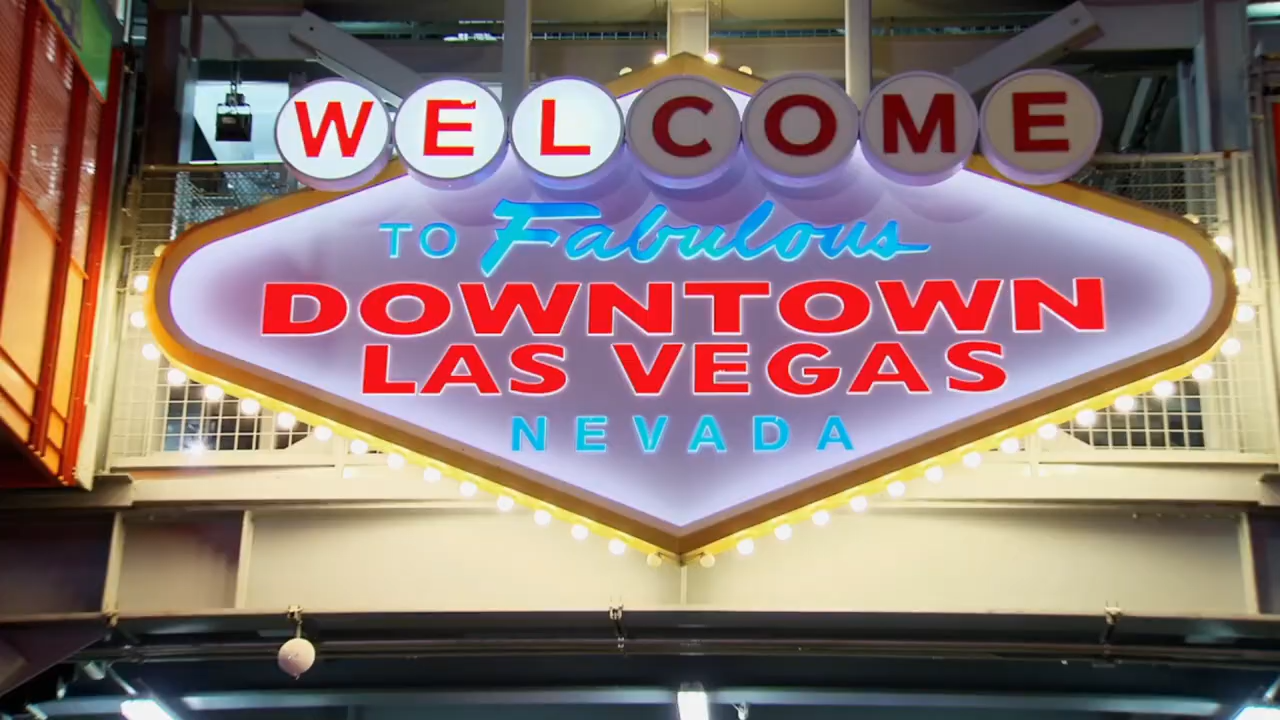 WELCOME
TO Fabulous
DOWNTOWN
LAS VEGAS
NEVADA